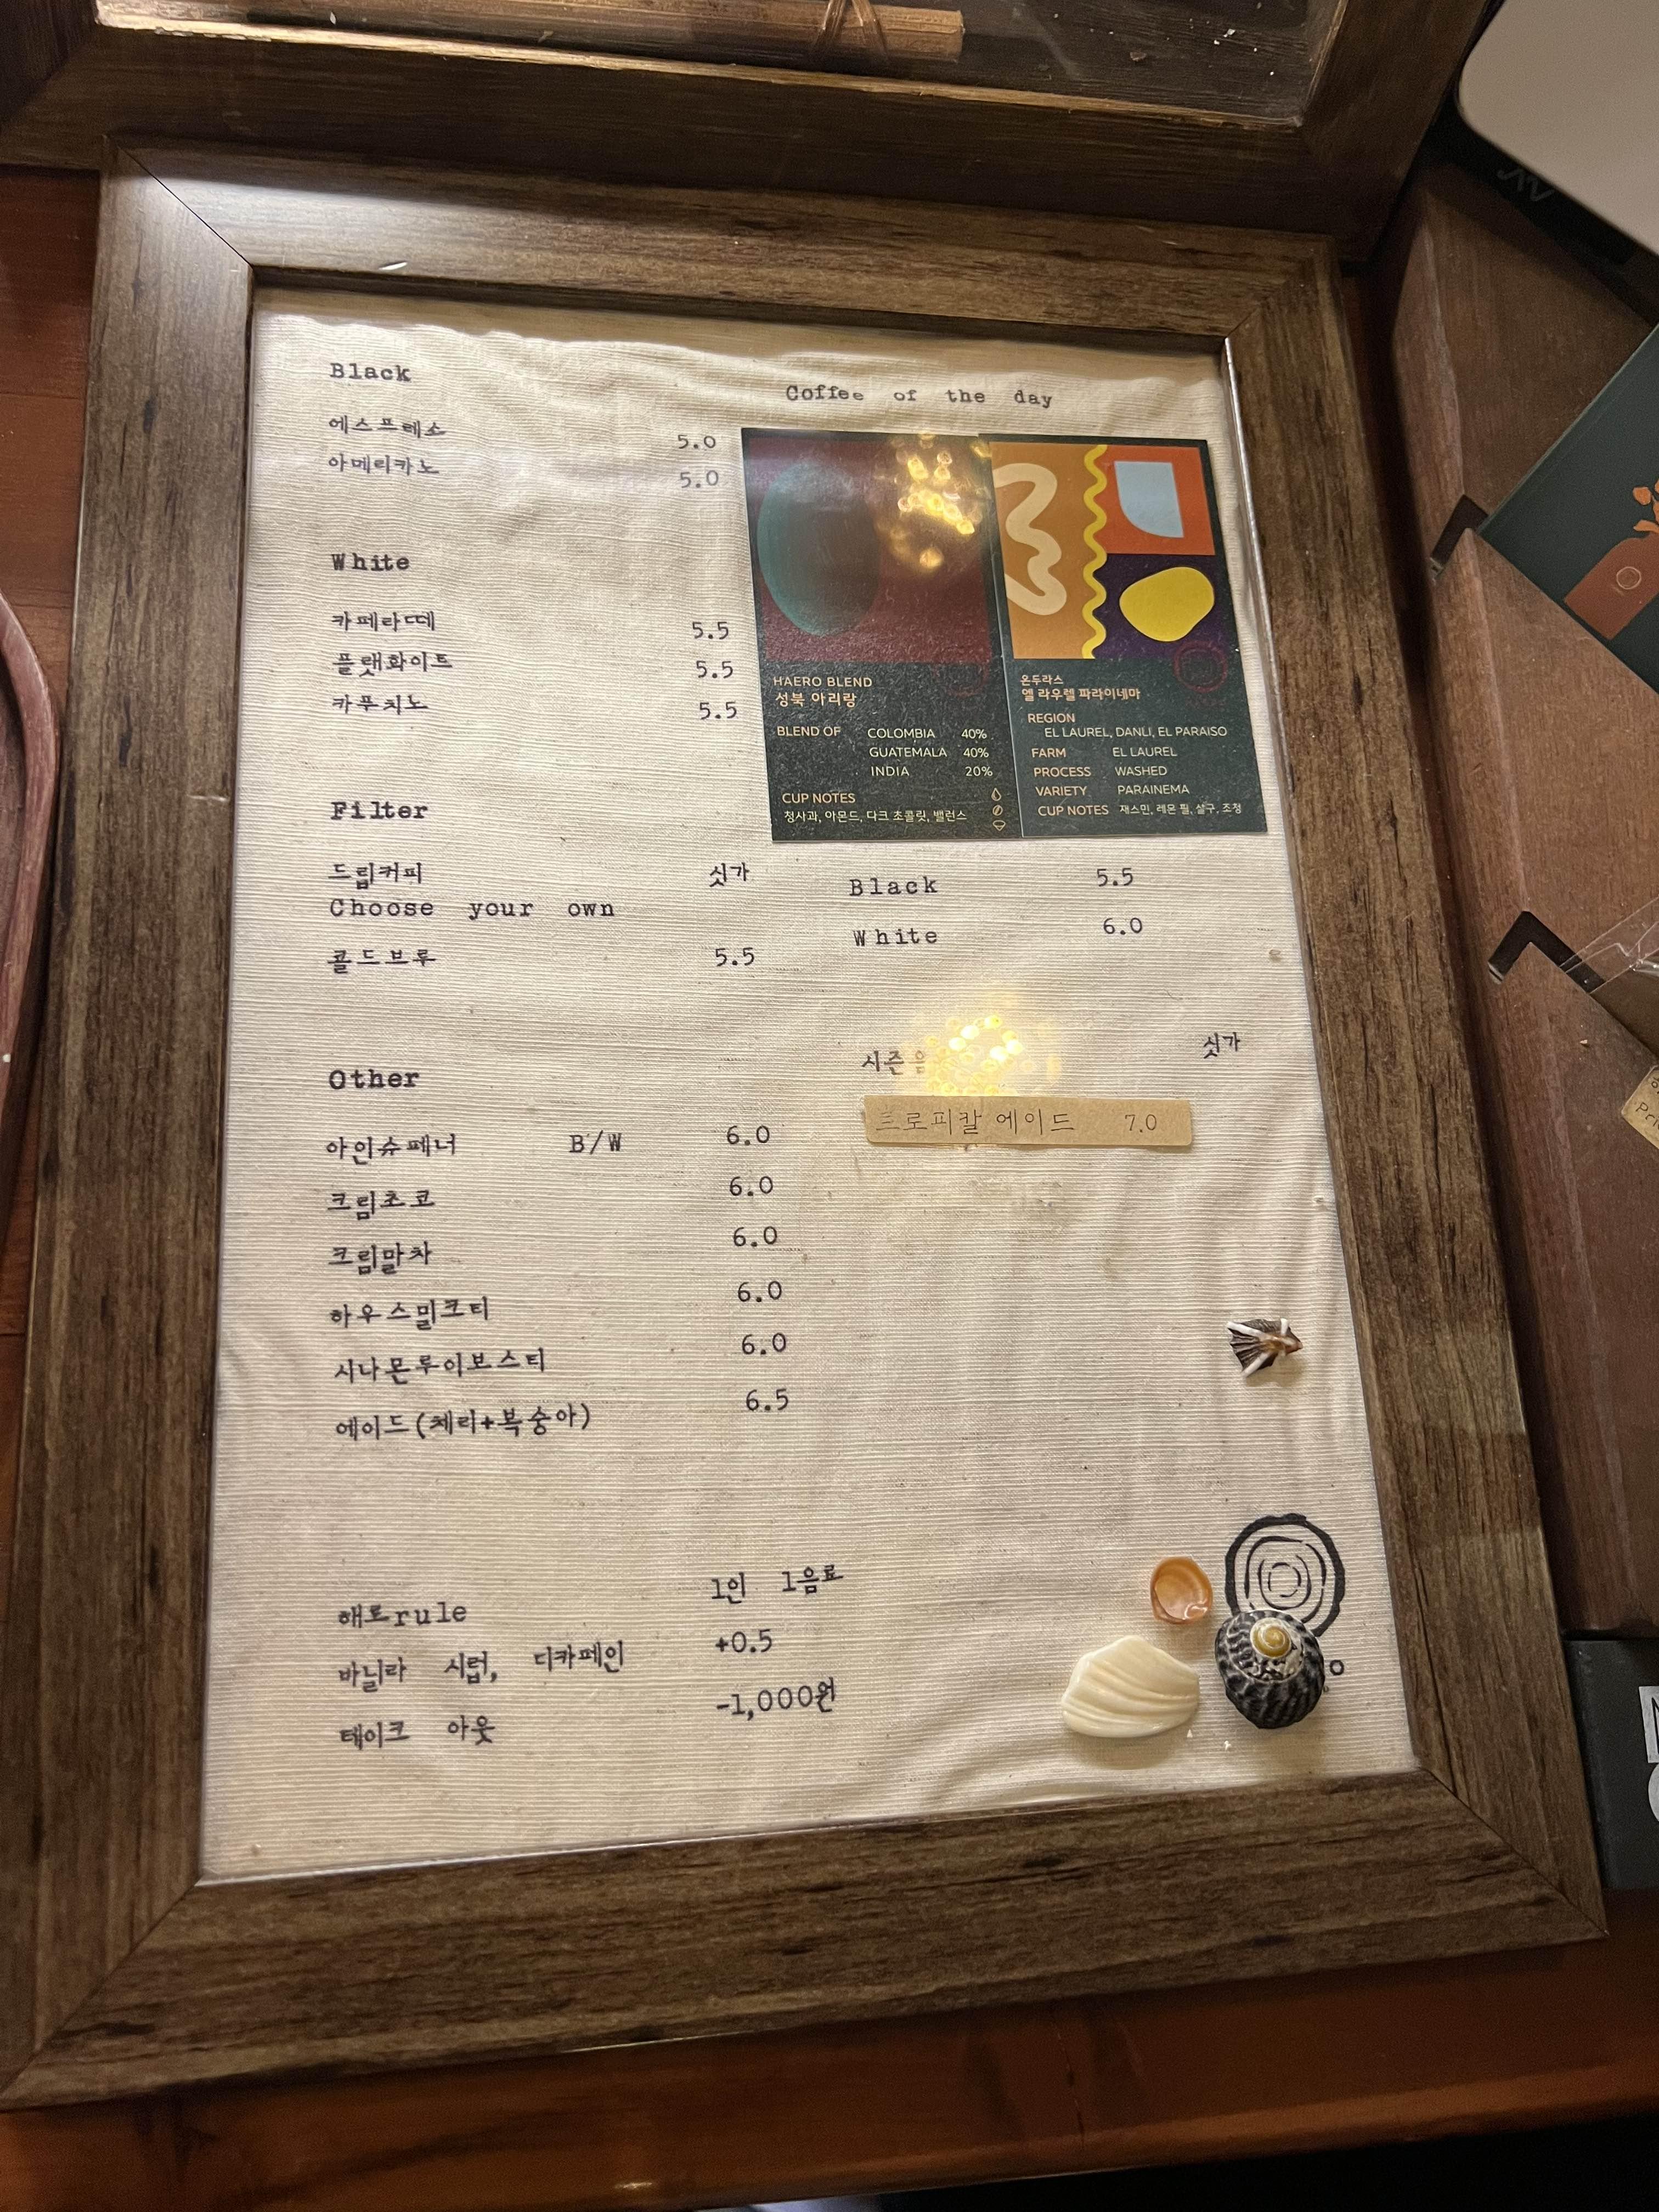 Black
에스프레소 5.0
아메리카노 5.0
White
카페라떼 5.5
플랫화이트 5.5
카푸치노 5.5
Filter
드립커피 싯가
Choose your own
콜드브루 5.5
Other
아인슈페너 B/W 6.0
크림초코 6.0
크림말차 6.0
하우스밀크티 6.0
시나몬루이보스티 6.0
에이드(체리+복숭아) 6.5
해로rule 1인 1음료
바닐라 시럽, 디카페인 +0.5
테이크 아웃 -1,000원
Coffee of the day
HAERO BLEND
성북 아리랑
BLEND OF COLOMBIA 40%
GUATEMALA 40%
INDIA 20%
CUP NOTES
청사과, 아몬드, 다크 초콜릿, 밸런스
온두라스
엘 라우렐 파라이네마
REGION
EL LAUREL, DANLI, EL PARAISO
FARM EL LAUREL
PROCESS WASHED
VARIETY PARAINEMA
CUP NOTES 재스민, 레몬 필, 살구, 조청
Black 5.5
White 6.0
시즌 싯가
트로피칼 에이드 7.0